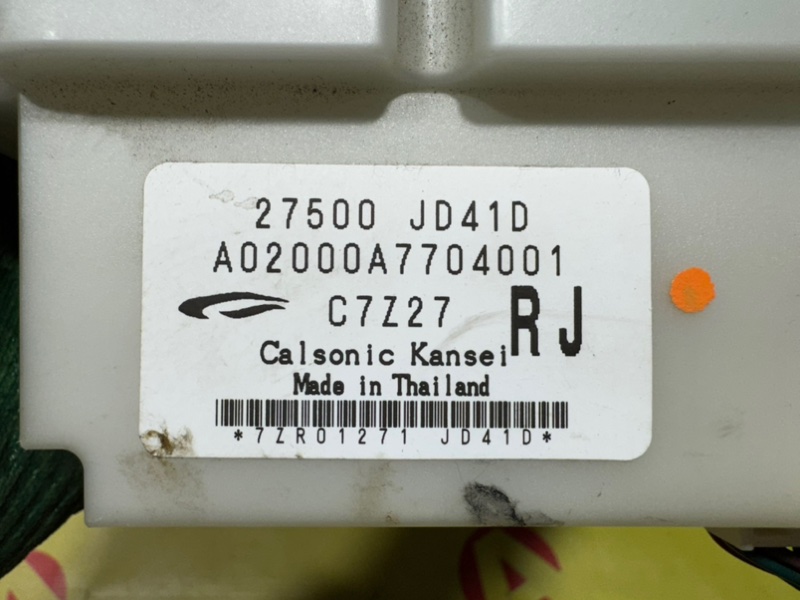 27500 JD41D
A02000A7704001
C7Z27 RJ
Calsonic Kansei
Made in Thailand
*7ZR01271 JD41D*